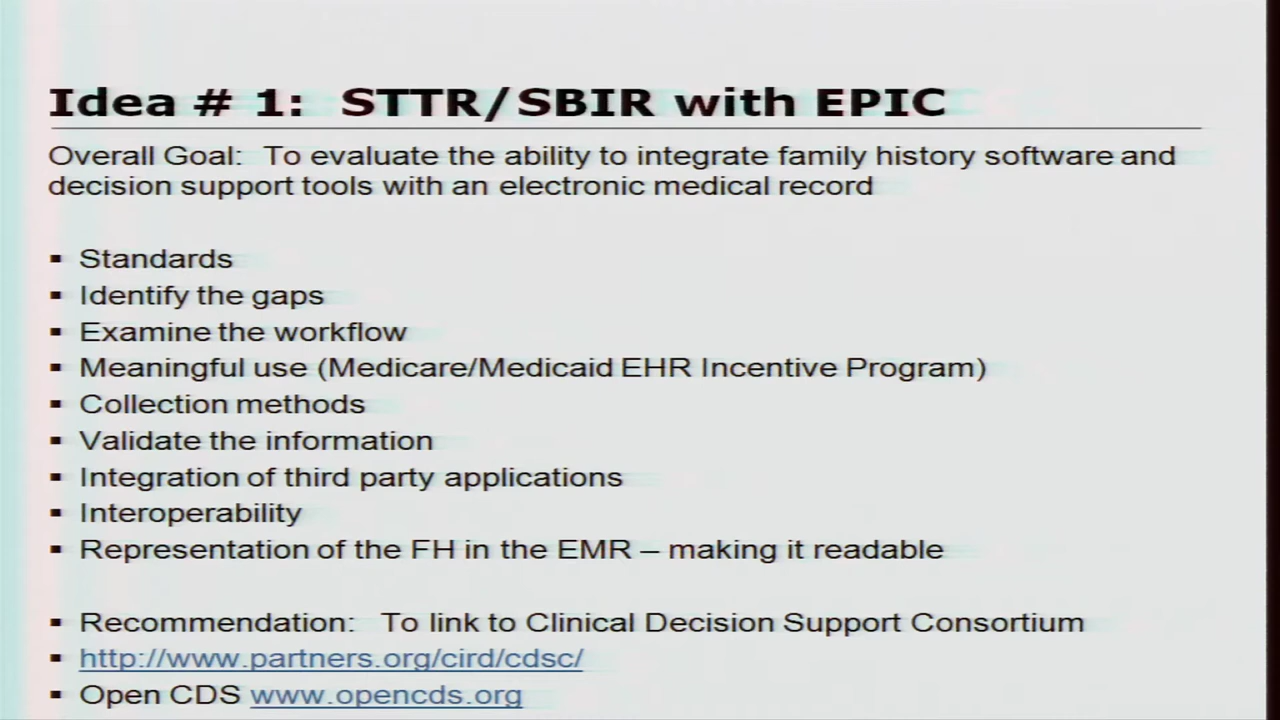 Idea # 1: STTR/SBIR with EPIC
Overall Goal: To evaluate the ability to integrate family history software and
decision support tools with an electronic medical record
▪ Standards
▪ Identify the gaps
▪ Examine the workflow
▪ Meaningful use (Medicare/Medicaid EHR Incentive Program)
▪ Collection methods
▪ Validate the information
▪ Integration of third party applications
▪ Interoperability
▪ Representation of the FH in the EMR – making it readable
▪ Recommendation: To link to Clinical Decision Support Consortium
▪ http://www.partners.org/cird/cdsc/
▪ Open CDS www.opencds.org